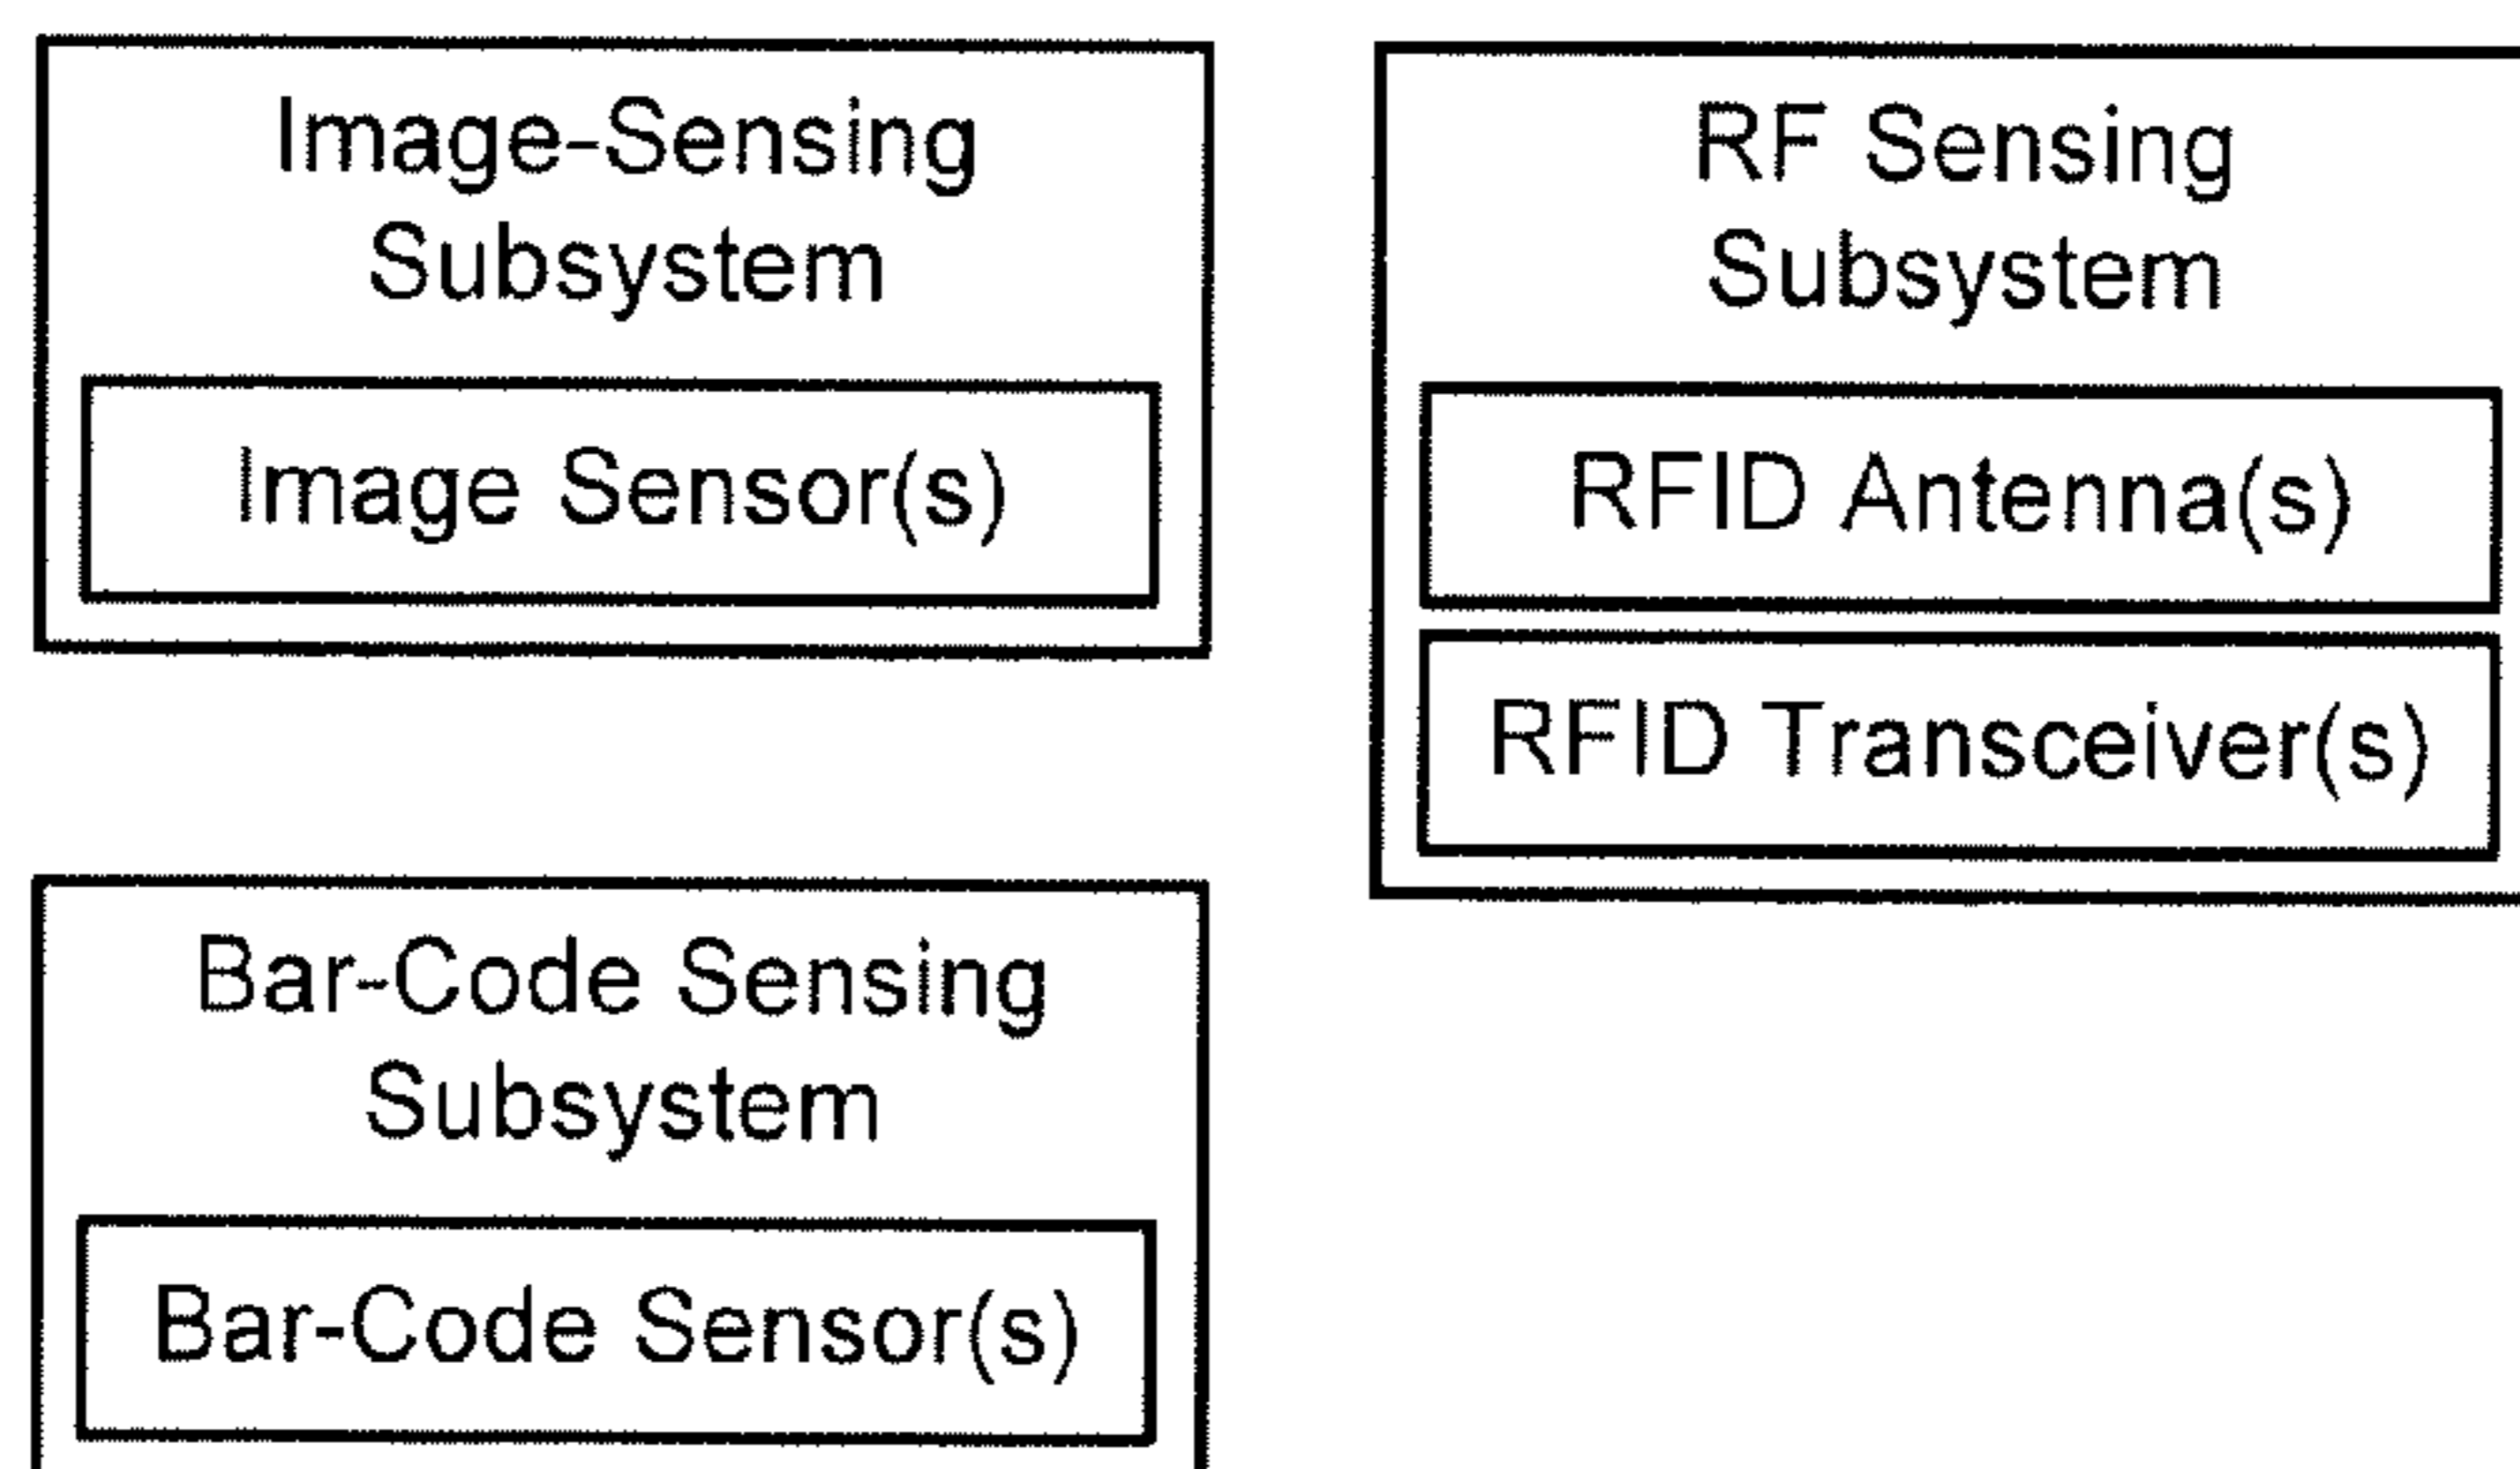 Image-Sensing
Subsystem
Image Sensor(s)
RF Sensing
Subsystem
RFID Antenna(s)
RFID Transceiver(s)
Bar-Code Sensing
Subsystem
Bar-Code Sensor(s)